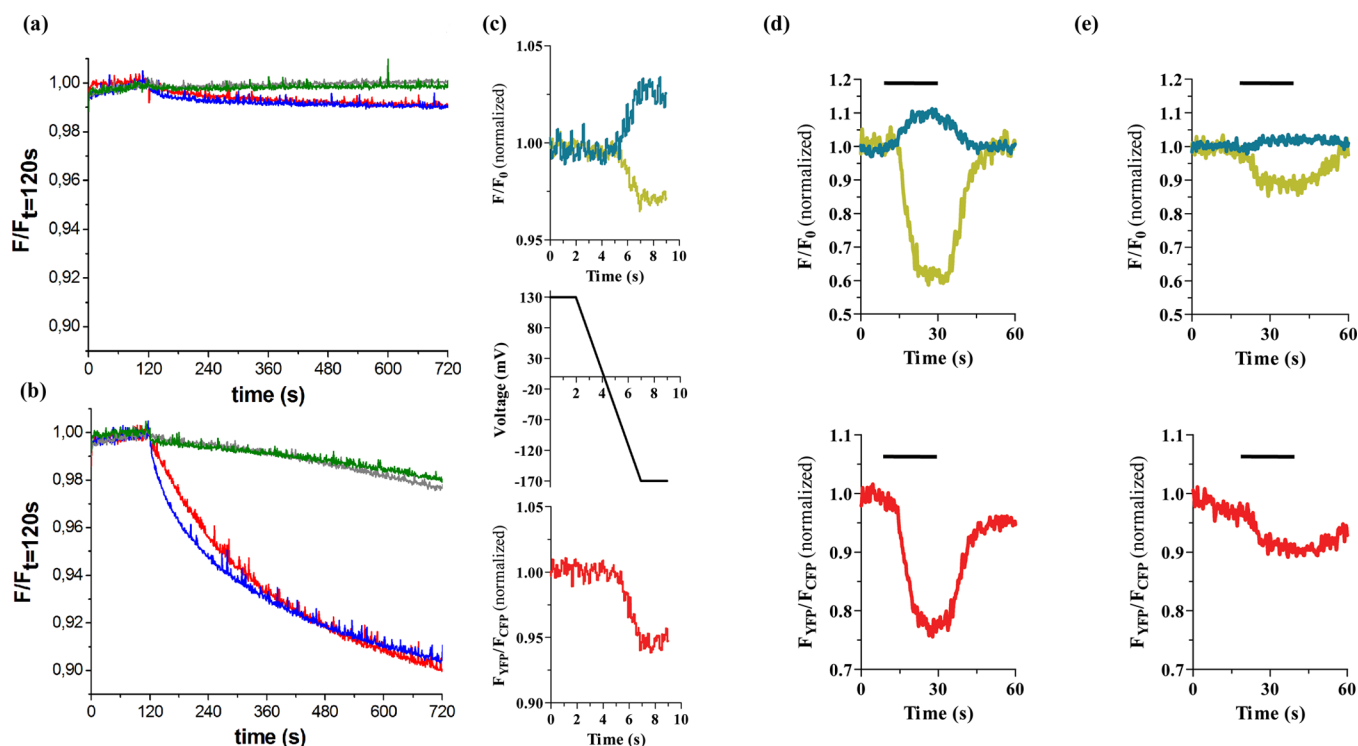 (a)
1,00
0,98
0,96
0,94
0,92
0,90
F/Ft=120s
0 120 240 360 480 600 720
time (s)
(b)
1,00
0,98
0,96
0,94
0,92
0,90
F/Ft=120s
0 120 240 360 480 600 720
time (s)
(c)
1.05
1.00
0.95
F/F0 (normalized)
0 2 4 6 8 10
Time (s)
130
80
30
-20
-70
-120
-170
Voltage (mV)
2 4 6 8 10
1.05
1.00
0.95
0.90
FYFP/FCFP (normalized)
0 2 4 6 8 10
Time (s)
(d)
1.2
1.1
1.0
0.9
0.8
0.7
0.6
0.5
F/F0 (normalized)
0 30 60
Time (s)
1.1
1.0
0.9
0.8
0.7
FYFP/FCFP (normalized)
0 30 60
Time (s)
(e)
1.2
1.1
1.0
0.9
0.8
0.7
0.6
0.5
F/F0 (normalized)
0 30 60
Time (s)
1.1
1.0
0.9
0.8
0.7
FYFP/FCFP (normalized)
0 30 60
Time (s)